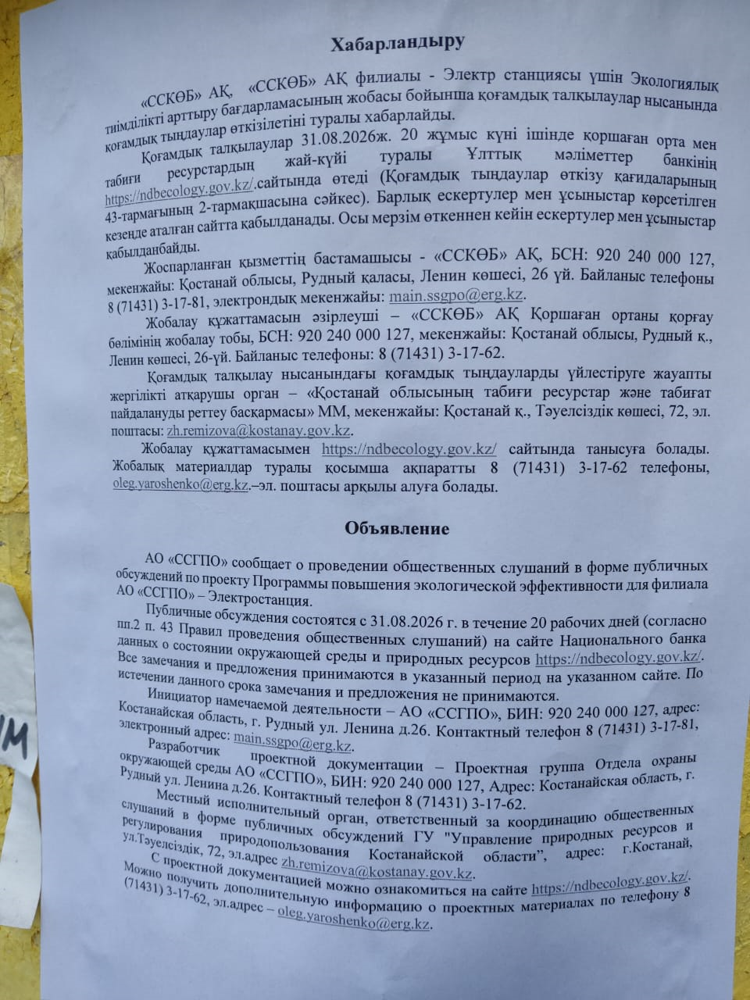 Хабарландыру
«ССКӨБ» АҚ, «ССКӨБ» АҚ филиалы - Электр станциясы үшін Экологиялық
тиімділікті арттыру бағдарламасының жобасы бойынша қоғамдық талқылаулар нысанында
қоғамдық тыңдаулар өткізілетіні туралы хабарлайды.
Қоғамдық талқылаулар 31.08.2026ж. 20 жұмыс күні ішінде қоршаған орта мен
табиғи ресурстардың жай-күйі туралы Ұлттық мәліметтер банкінің
https://ndbecology.gov.kz/.сайтында өтеді (Қоғамдық тыңдаулар өткізу қағидаларының
43-тармағының 2-тармақшасына сәйкес). Барлық ескертулер мен ұсыныстар көрсетілген
кезеңде аталған сайтта қабылданады. Осы мерзім өткеннен кейін ескертулер мен ұсыныстар
қабылданбайды.
Жоспарланған қызметтің бастамашысы - «ССКӨБ» АҚ, БСН: 920 240 000 127,
мекенжайы: Қостанай облысы, Рудный қаласы, Ленин көшесі, 26 үй. Байланыс телефоны
8 (71431) 3-17-81, электрондық мекенжайы: main.ssgpo@erg.kz.
Жобалау құжаттамасын әзірлеуші – «ССКӨБ» АҚ Қоршаған ортаны қорғау
бөлімінің жобалау тобы, БСН: 920 240 000 127, мекенжайы: Қостанай облысы, Рудный қ.,
Ленин көшесі, 26-үй. Байланыс телефоны: 8 (71431) 3-17-62.
Қоғамдық талқылау нысанындағы қоғамдық тыңдауларды үйлестіруге жауапты
жергілікті атқарушы орган – «Қостанай облысының табиғи ресурстар және табиғат
пайдалануды реттеу басқармасы» ММ, мекенжайы: Қостанай қ., Тәуелсіздік көшесі, 72, эл.
поштасы: zh.remizova@kostanay.gov.kz.
Жобалау құжаттамасымен https://ndbecology.gov.kz/ сайтында танысуға болады.
Жобалық материалдар туралы қосымша ақпаратты 8 (71431) 3-17-62 телефоны,
oleg.yaroshenko@erg.kz.–эл. поштасы арқылы алуға болады.
Объявление
АО «ССГПО» сообщает о проведении общественных слушаний в форме публичных
обсуждений по проекту Программы повышения экологической эффективности для филиала
АО «ССГПО» – Электростанция.
Публичные обсуждения состоятся с 31.08.2026 г. в течение 20 рабочих дней (согласно
пп.2 п. 43 Правил проведения общественных слушаний) на сайте Национального банка
данных о состоянии окружающей среды и природных ресурсов https://ndbecology.gov.kz/.
Все замечания и предложения принимаются в указанный период на указанном сайте. По
истечении данного срока замечания и предложения не принимаются.
Инициатор намечаемой деятельности – АО «ССГПО», БИН: 920 240 000 127, адрес:
Костанайская область, г. Рудный ул. Ленина д.26. Контактный телефон 8 (71431) 3-17-81,
электронный адрес: main.ssgpo@erg.kz.
Разработчик проектной документации – Проектная группа Отдела охраны
окружающей среды АО «ССГПО», БИН: 920 240 000 127, Адрес: Костанайская область, г.
Рудный ул. Ленина д.26. Контактный телефон 8 (71431) 3-17-62.
Местный исполнительный орган, ответственный за координацию общественных
слушаний в форме публичных обсуждений ГУ "Управление природных ресурсов и
регулирования природопользования Костанайской области”, адрес: г.Костанай,
ул.Тәуелсіздік, 72, эл.адрес zh.remizova@kostanay.gov.kz.
С проектной документацией можно ознакомиться на сайте https://ndbecology.gov.kz/.
Можно получить дополнительную информацию о проектных материалах по телефону 8
(71431) 3-17-62, эл.адрес – oleg.yaroshenko@erg.kz.